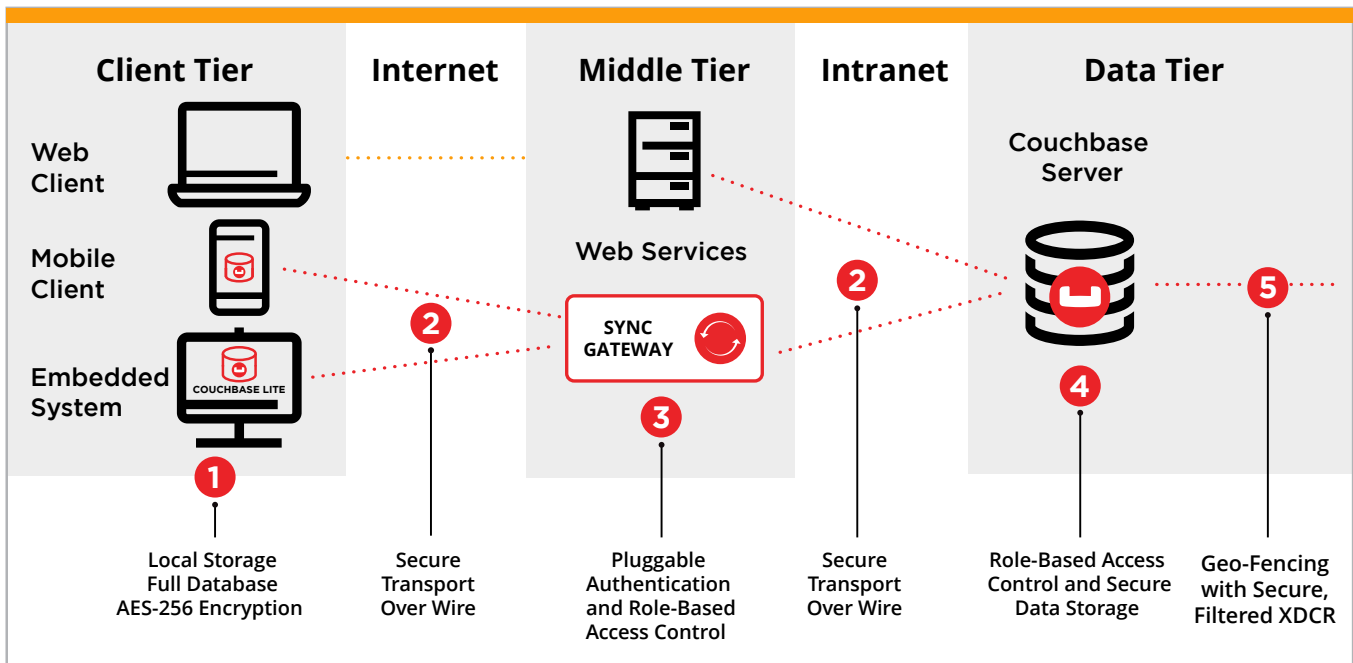 Client Tier
Internet
Middle Tier
Intranet
Data Tier
Web
Client
Mobile
Client
Embedded
System
COUCHBASE LITE
Web Services
SYNC
GATEWAY
Couchbase
Server
1
2
3
2
4
5
Local Storage
Full Database
AES-256 Encryption
Secure
Transport
Over Wire
Pluggable
Authentication
and Role-Based
Access Control
Secure
Transport
Over Wire
Role-Based Access
Control and Secure
Data Storage
Geo-Fencing
with Secure,
Filtered XDCR